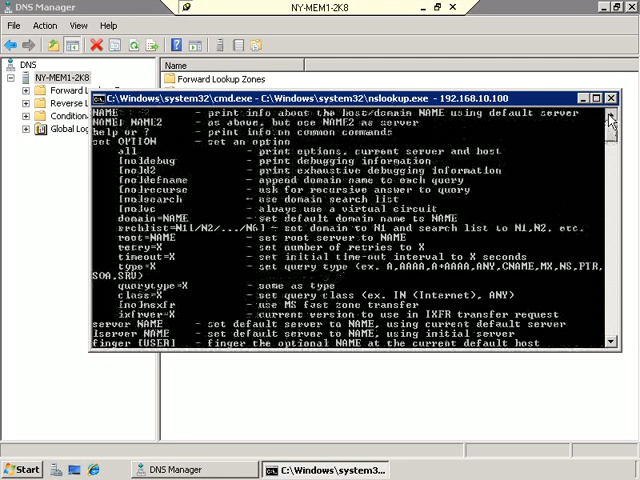 DNS Manager
NY-MEM1-2K8
File Action View Help
DNS
NY-MEM1-2K8
Forward L
Reverse L
Condition
Global Log
Name
Forward Lookup Zones
C:\Windows\system32\cmd.exe - C:\Windows\system32\nslookup.exe - 192.168.10.100
NAME - print info about the host/domain NAME using default server
NAME1 NAME2 - as above, but use NAME2 as server
help or ? - print info on common commands
set OPTION - set an option
all - print options, current server and host
[no]debug - print debugging information
[no]d2 - print exhaustive debugging information
[no]defname - append domain name to each query
[no]recurse - ask for recursive answer to query
[no]search - use domain search list
[no]vc - always use a virtual circuit
domain=NAME - set default domain name to NAME
srchlist=N1[/N2/.../N6] - set domain to N1 and search list to N1,N2, etc.
root=NAME - set root server to NAME
retry=X - set number of retries to X
timeout=X - set initial time-out interval to X seconds
type=X - set query type (ex. A,AAAA,A+AAAA,ANY,CNAME,MX,NS,PTR,
SOA,SRV)
querytype=X - same as type
class=X - set query class (ex. IN (Internet), ANY)
[no]msxfr - use MS fast zone transfer
ixfrver=X - current version to use in IXFR transfer request
server NAME - set default server to NAME, using current default server
lserver NAME - set default server to NAME, using initial server
finger [USER] - finger the optional NAME at the current default host
Start
DNS Manager
C:\Windows\system3...